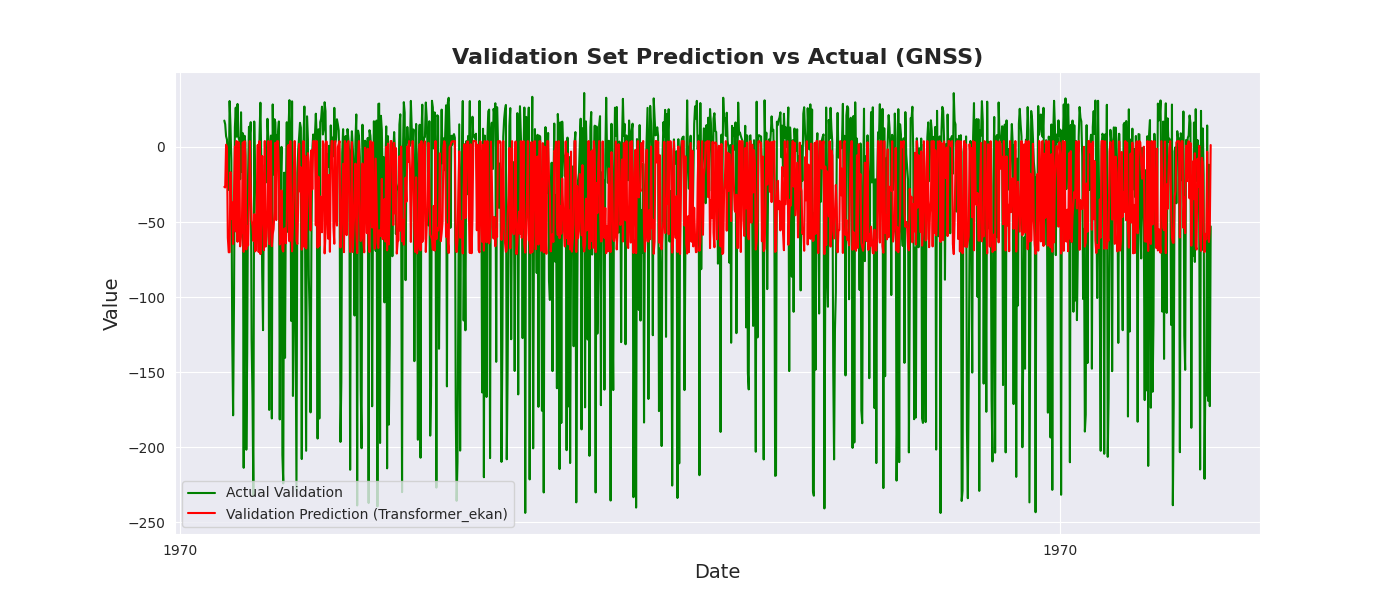 Validation Set Prediction vs Actual (GNSS)
Value
0
−50
−100
−150
−200
−250
Actual Validation
Validation Prediction (Transformer_ekan)
1970
1970
Date